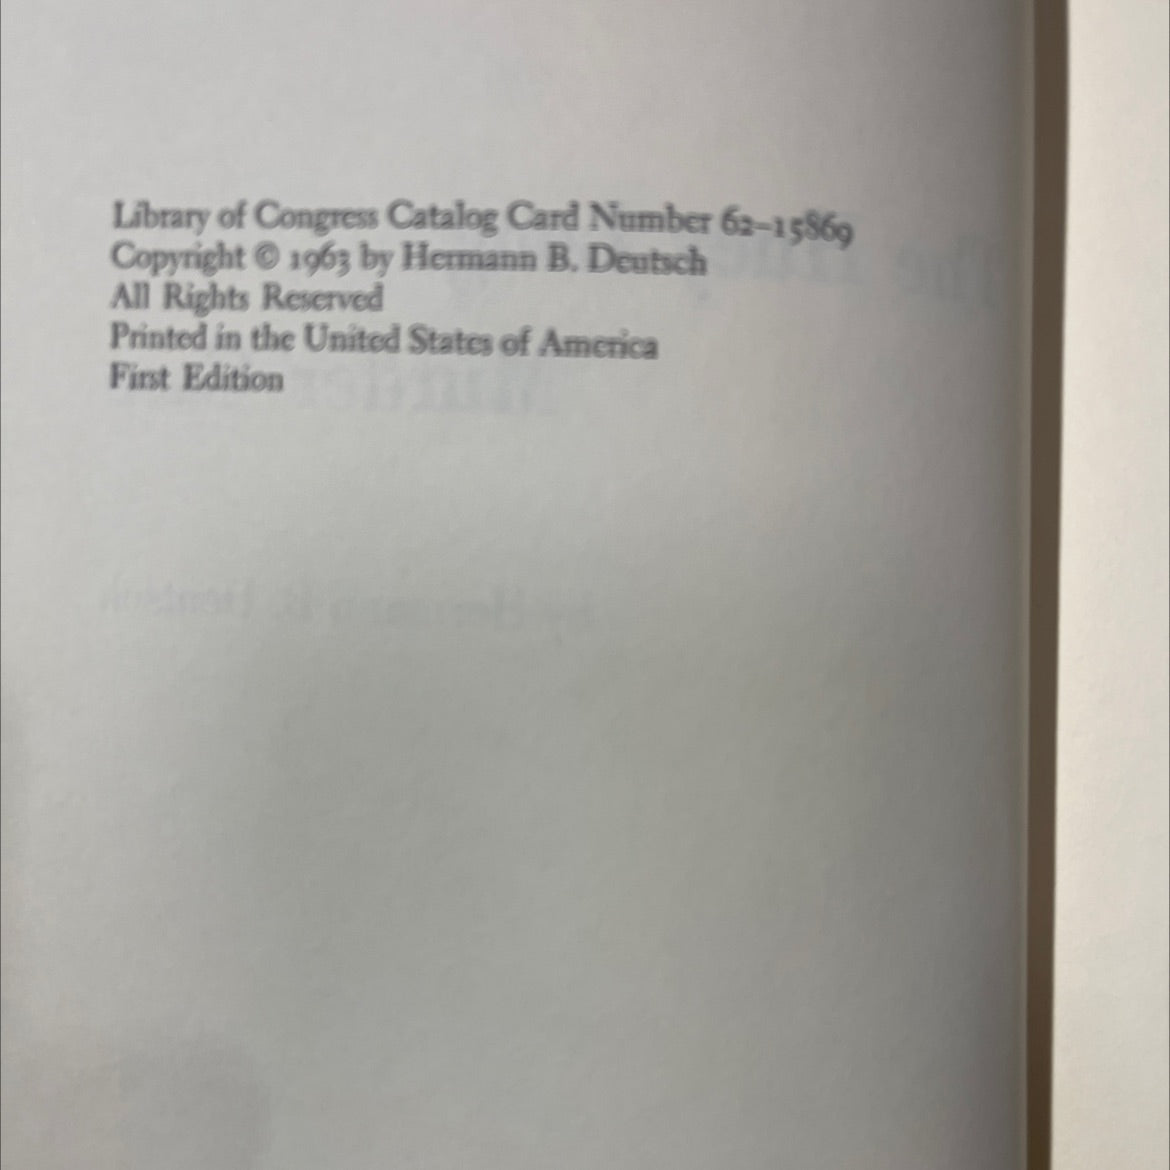 Library of Congress Catalog Card Number 62-15869
Copyright © 1963 by Hermann B. Deutsch
All Rights Reserved
Printed in the United States of America
First Edition